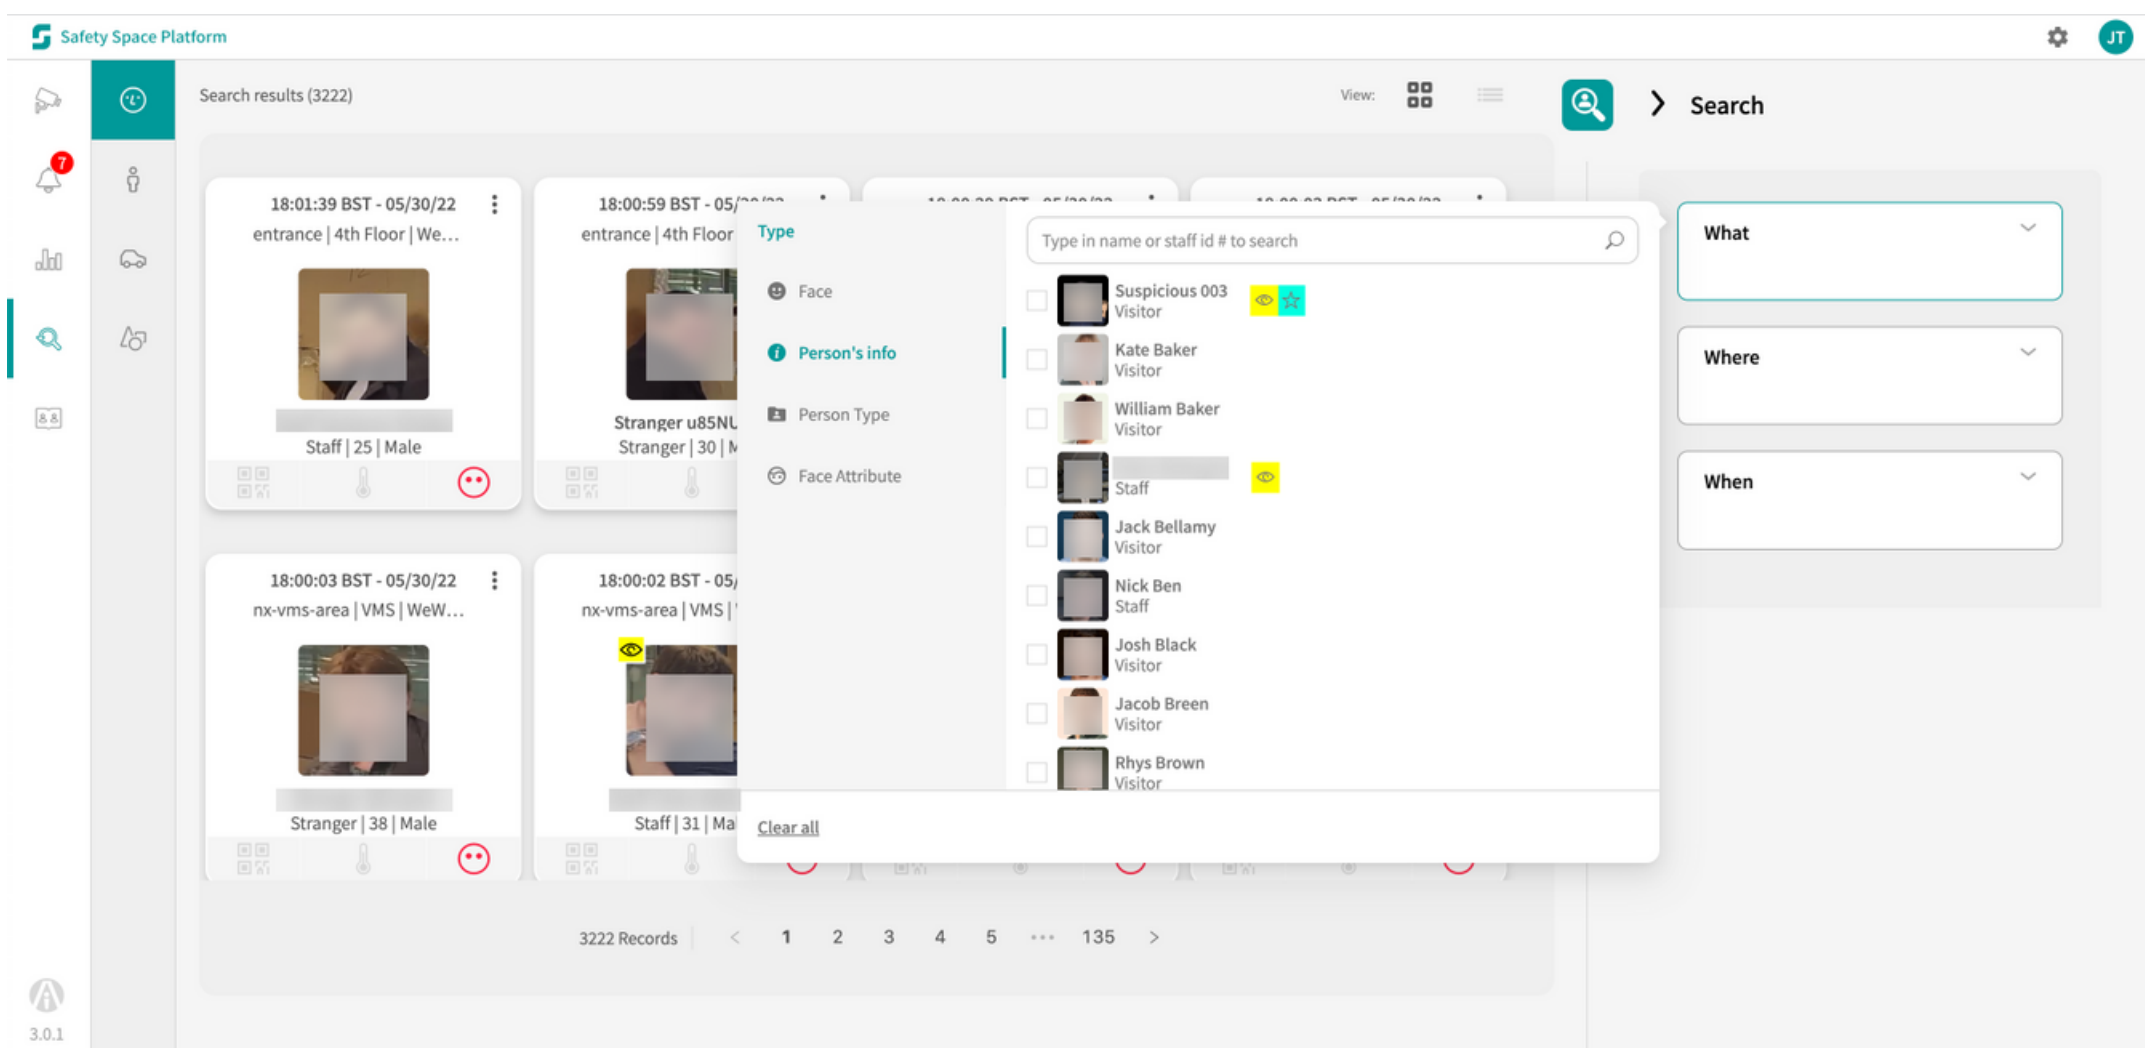 Safety Space Platform
JT
Search results (3222)
View:
Search
7
18:01:39 BST - 05/30/22
entrance | 4th Floor | We...
Staff | 25 | Male
18:00:59 BST - 05/30/22
entrance | 4th Floor
Stranger u85NU
Stranger | 30 | M
18:00:03 BST - 05/30/22
nx-vms-area | VMS | WeW...
Stranger | 38 | Male
18:00:02 BST - 05/
nx-vms-area | VMS |
Staff | 31 | Ma
Type
Face
Person's info
Person Type
Face Attribute
Clear all
Type in name or staff id # to search
Suspicious 003
Visitor
Kate Baker
Visitor
William Baker
Visitor
Staff
Jack Bellamy
Visitor
Nick Ben
Staff
Josh Black
Visitor
Jacob Breen
Visitor
Rhys Brown
Visitor
What
Where
When
3222 Records < 1 2 3 4 5 ••• 135 >
3.0.1